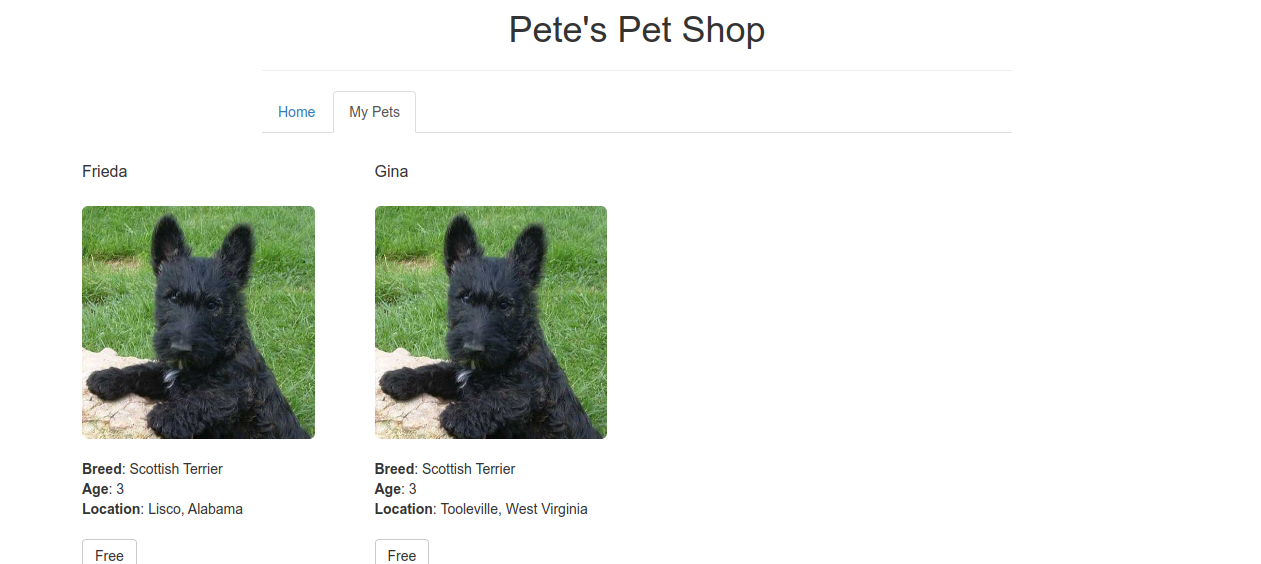 Pete's Pet Shop
Home
My Pets
Frieda
Breed: Scottish Terrier
Age: 3
Location: Lisco, Alabama
Free
Gina
Breed: Scottish Terrier
Age: 3
Location: Tooleville, West Virginia
Free